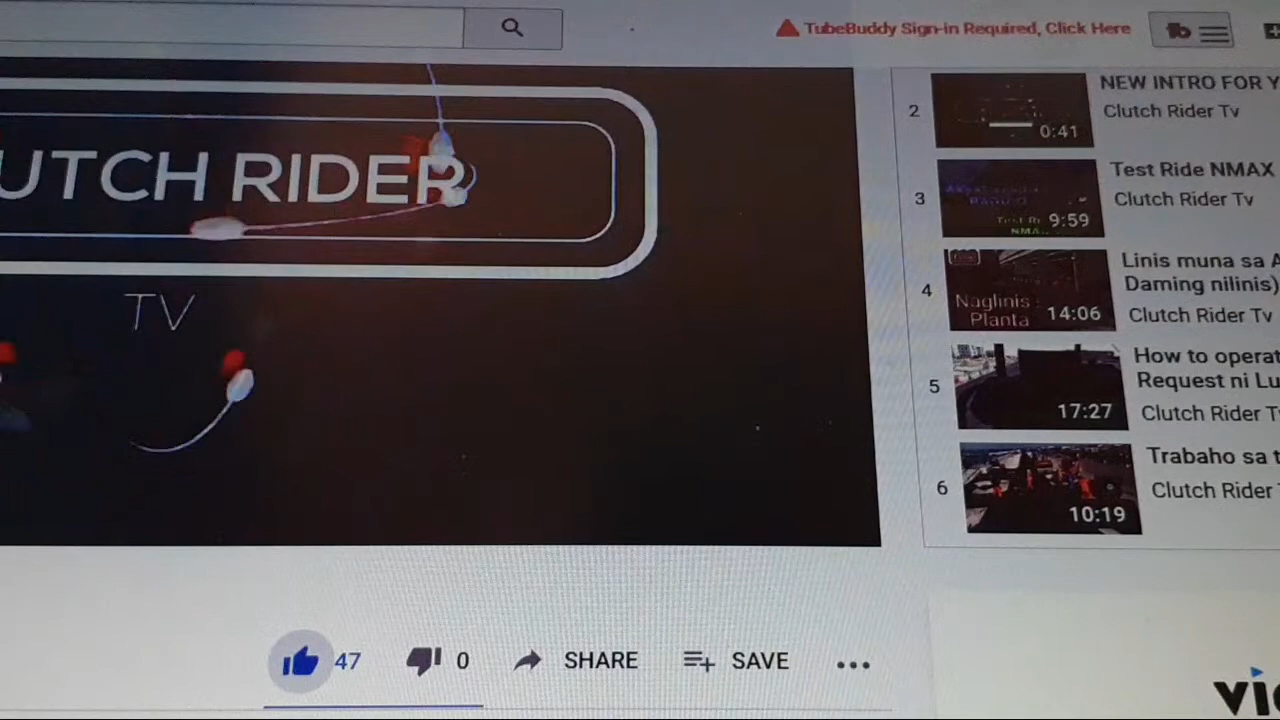 TubeBuddy Sign-in Required, Click Here
UTCH RIDER
TV
2
0:41
NEW INTRO FOR Y
Clutch Rider Tv
3
9:59
Test Ride NMAX
Clutch Rider Tv
4
Naglinis
Planta
14:06
Linis muna sa A
Daming nilinis)
Clutch Rider Tv
5
17:27
How to operat
Request ni Lu
Clutch Rider T
6
10:19
Trabaho sa t
Clutch Rider
47
0
SHARE
SAVE